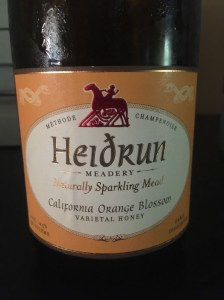 MÉTHODE CHAMPENOISE
Heiðrun
MEADERY
Naturally Sparkling Mead
California Orange Blossom
VARIETAL HONEY